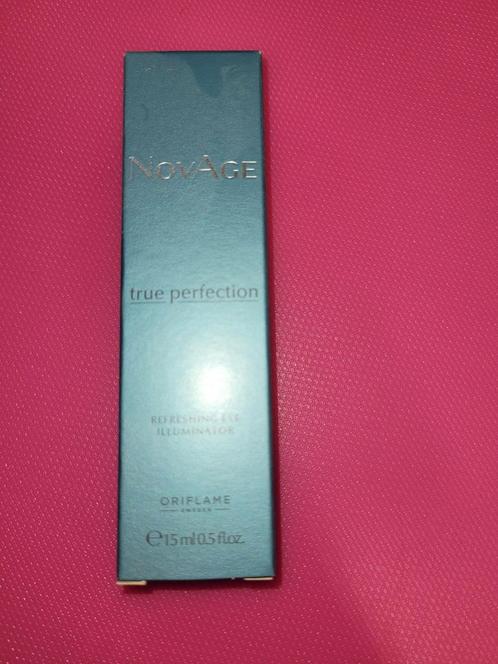 NOVAGE
true perfection
REFRESHING EYE
ILLUMINATOR
ORIFLAME
SWEDEN
℮15 ml 0.5 fl.oz.